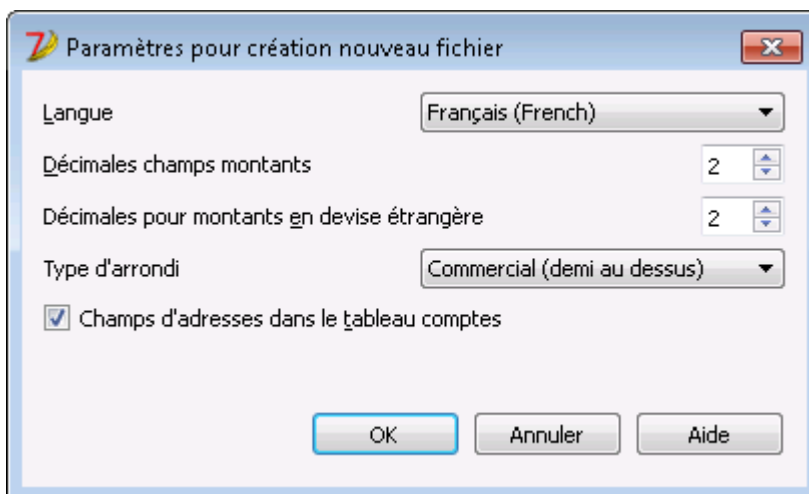 Paramètres pour création nouveau fichier
Langue Français (French)
Décimales champs montants 2
Décimales pour montants en devise étrangère 2
Type d'arrondi Commercial (demi au dessus)
Champs d'adresses dans le tableau comptes
OK Annuler Aide